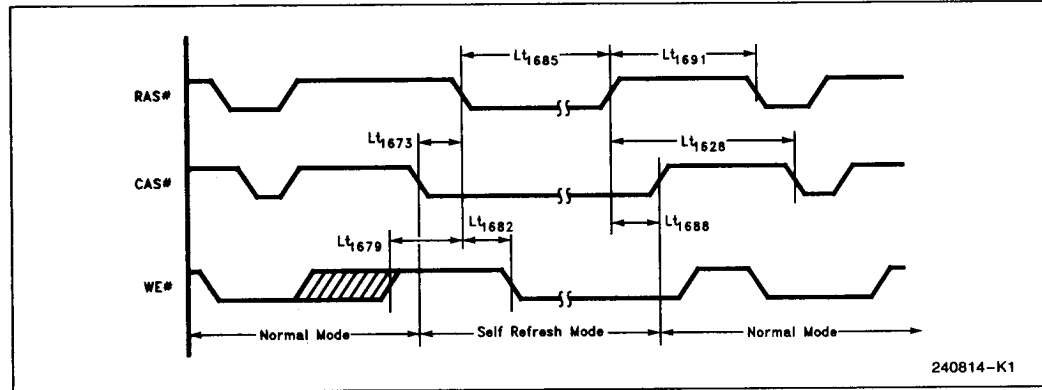 Lt1685
Lt1691
RAS#
Lt1673
Lt1628
CAS#
Lt1682
Lt1688
Lt1679
WE#
Normal Mode
Self Refresh Mode
Normal Mode
240814-K1